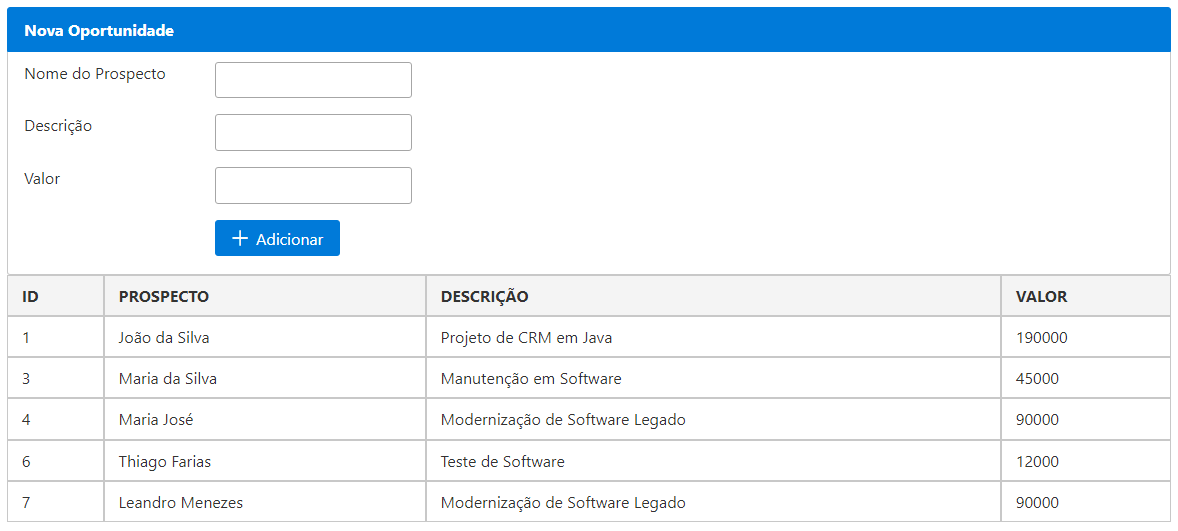 Nova Oportunidade
Nome do Prospecto
Descrição
Valor
Adicionar
ID PROSPECTO DESCRIÇÃO VALOR
1 João da Silva Projeto de CRM em Java 190000
3 Maria da Silva Manutenção em Software 45000
4 Maria José Modernização de Software Legado 90000
6 Thiago Farias Teste de Software 12000
7 Leandro Menezes Modernização de Software Legado 90000